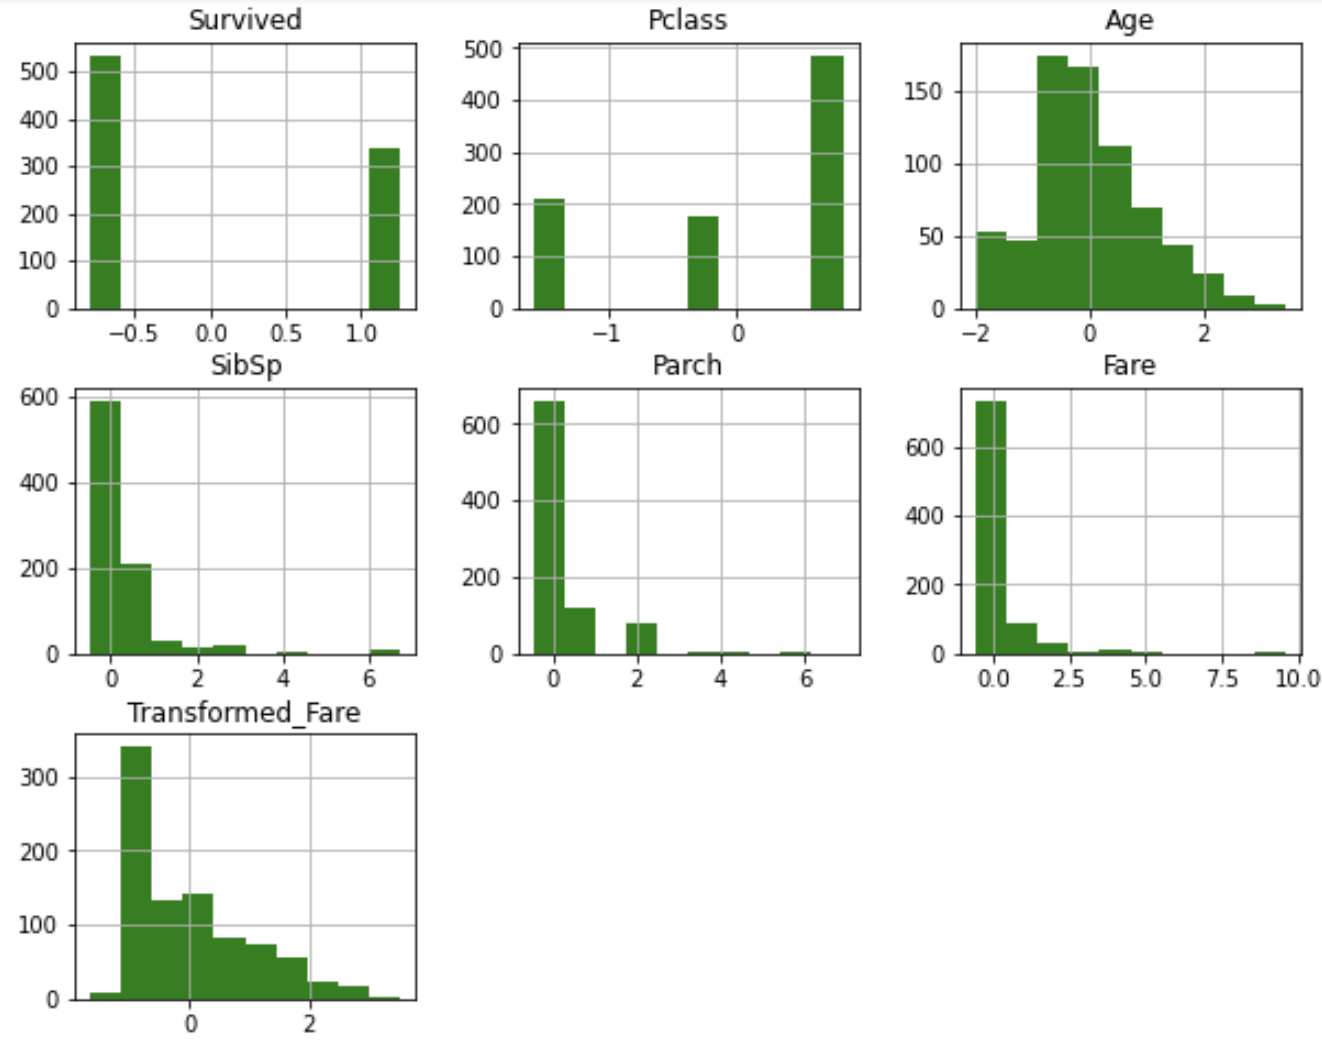 Survived Pclass Age
500 400 300 200 100 0
−0.5 0.0 0.5 1.0
500 400 300 200 100 0
−1 0
150 100 50 0
−2 0 2
SibSp Parch Fare
600 400 200 0
0 2 4 6
600 400 200 0
0 2 4 6
600 400 200 0
0.0 2.5 5.0 7.5 10.0
Transformed_Fare
300 200 100 0
0 2